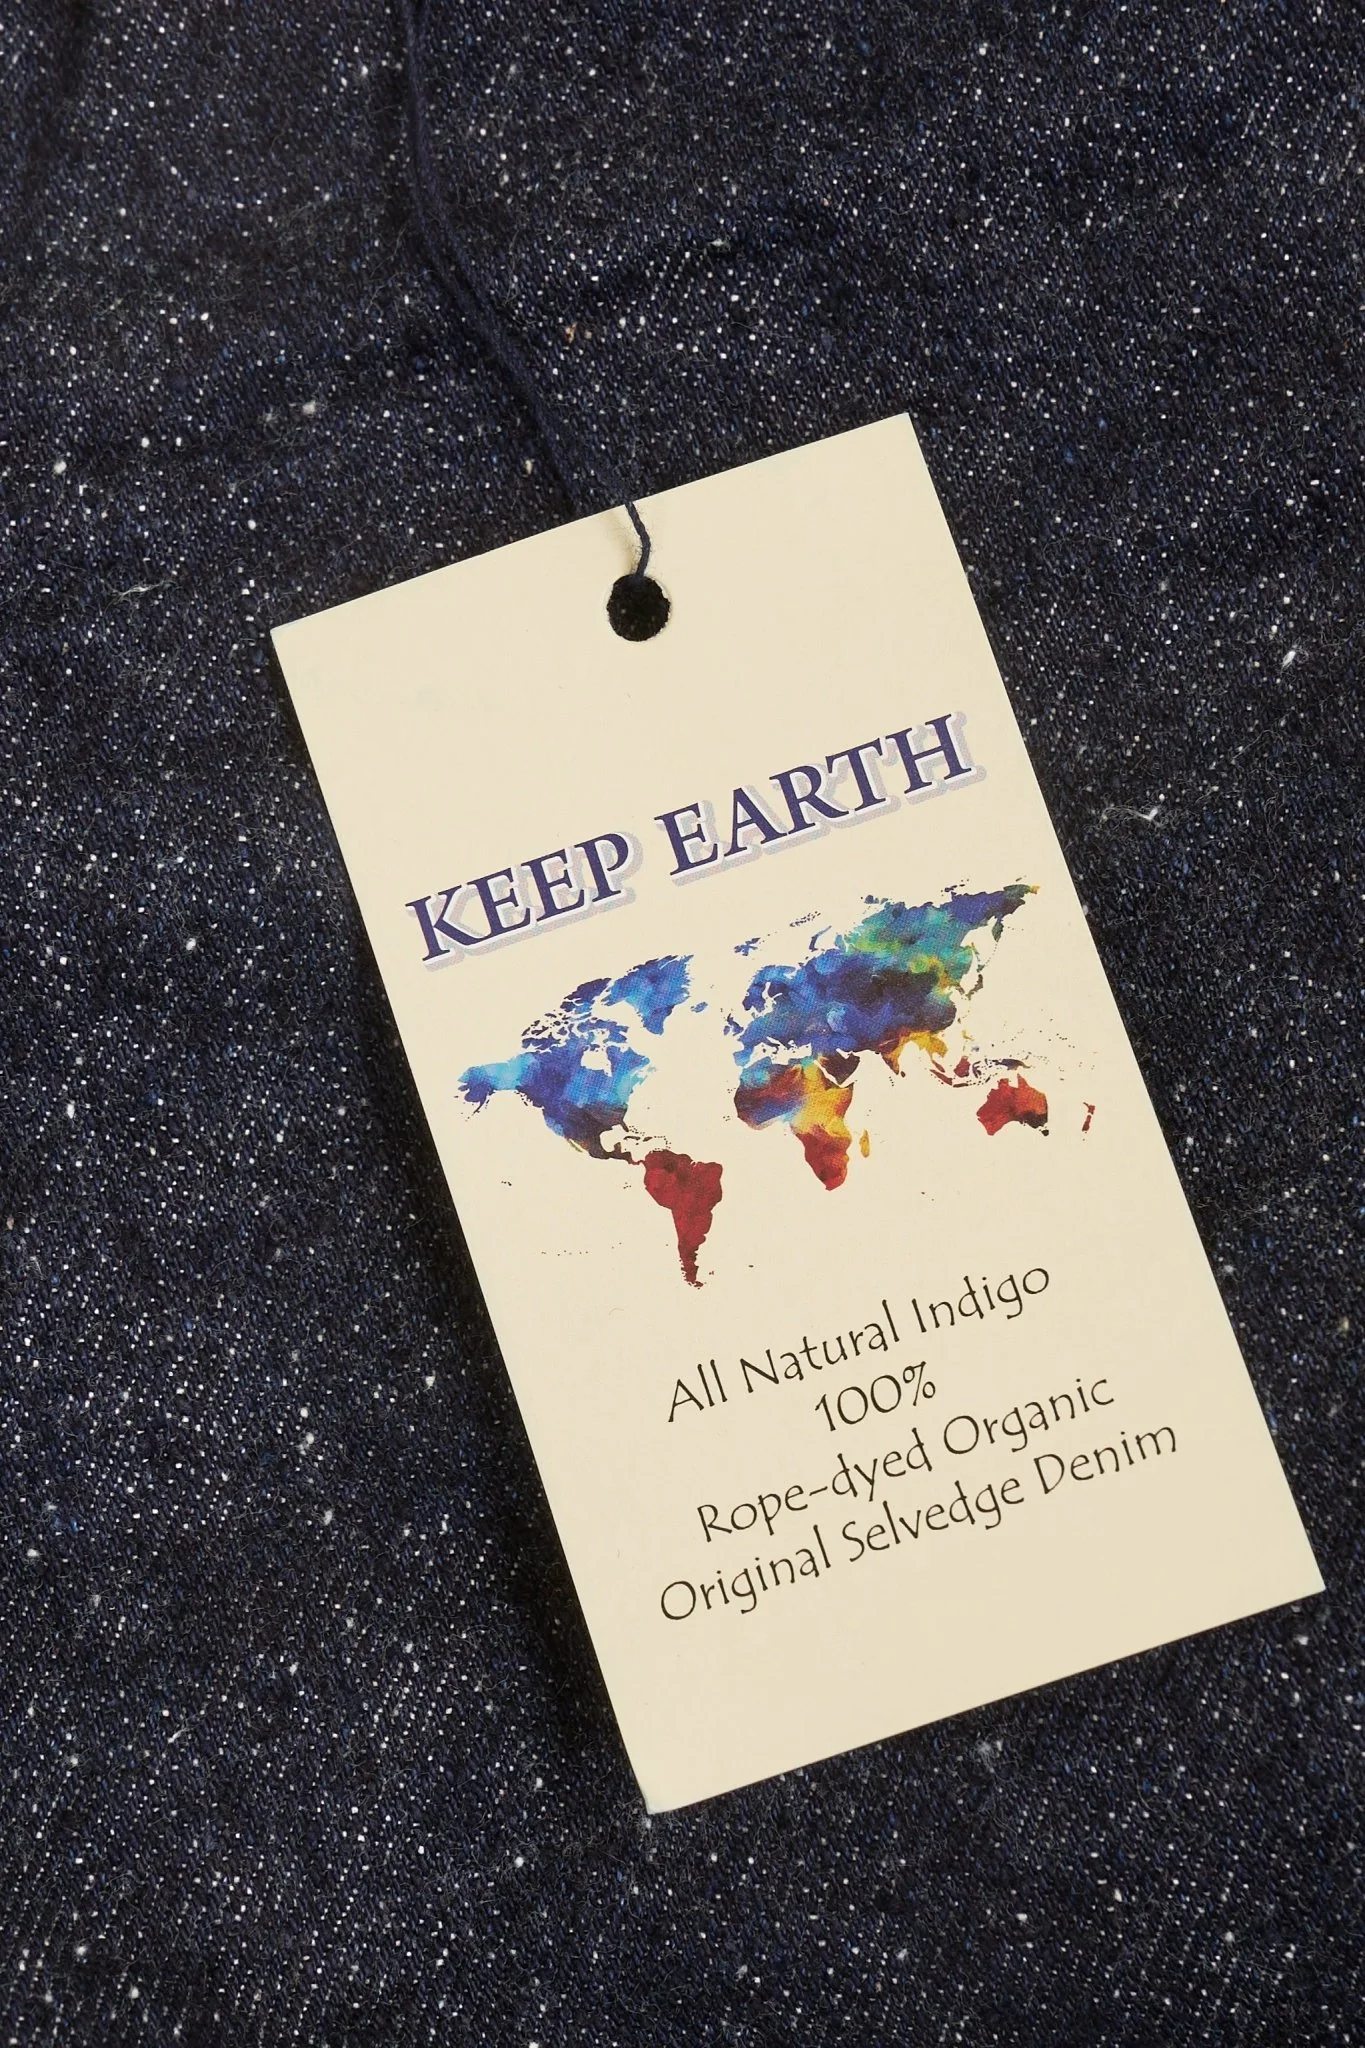 KEEP EARTH
All Natural Indigo
100%
Rope-dyed Organic
Original Selvedge Denim